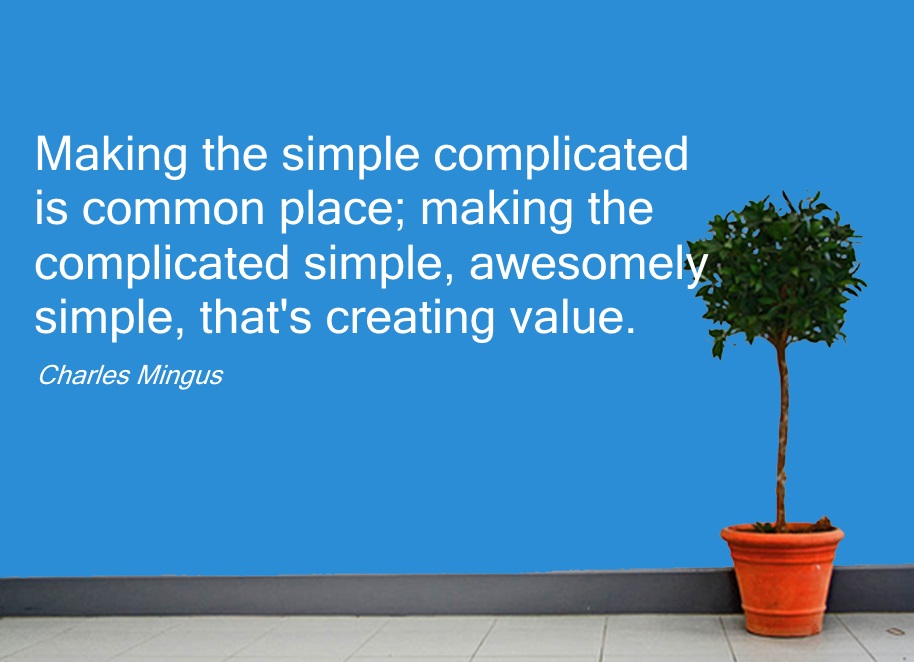 Making the simple complicated
is common place; making the
complicated simple, awesomely
simple, that's creating value.
Charles Mingus